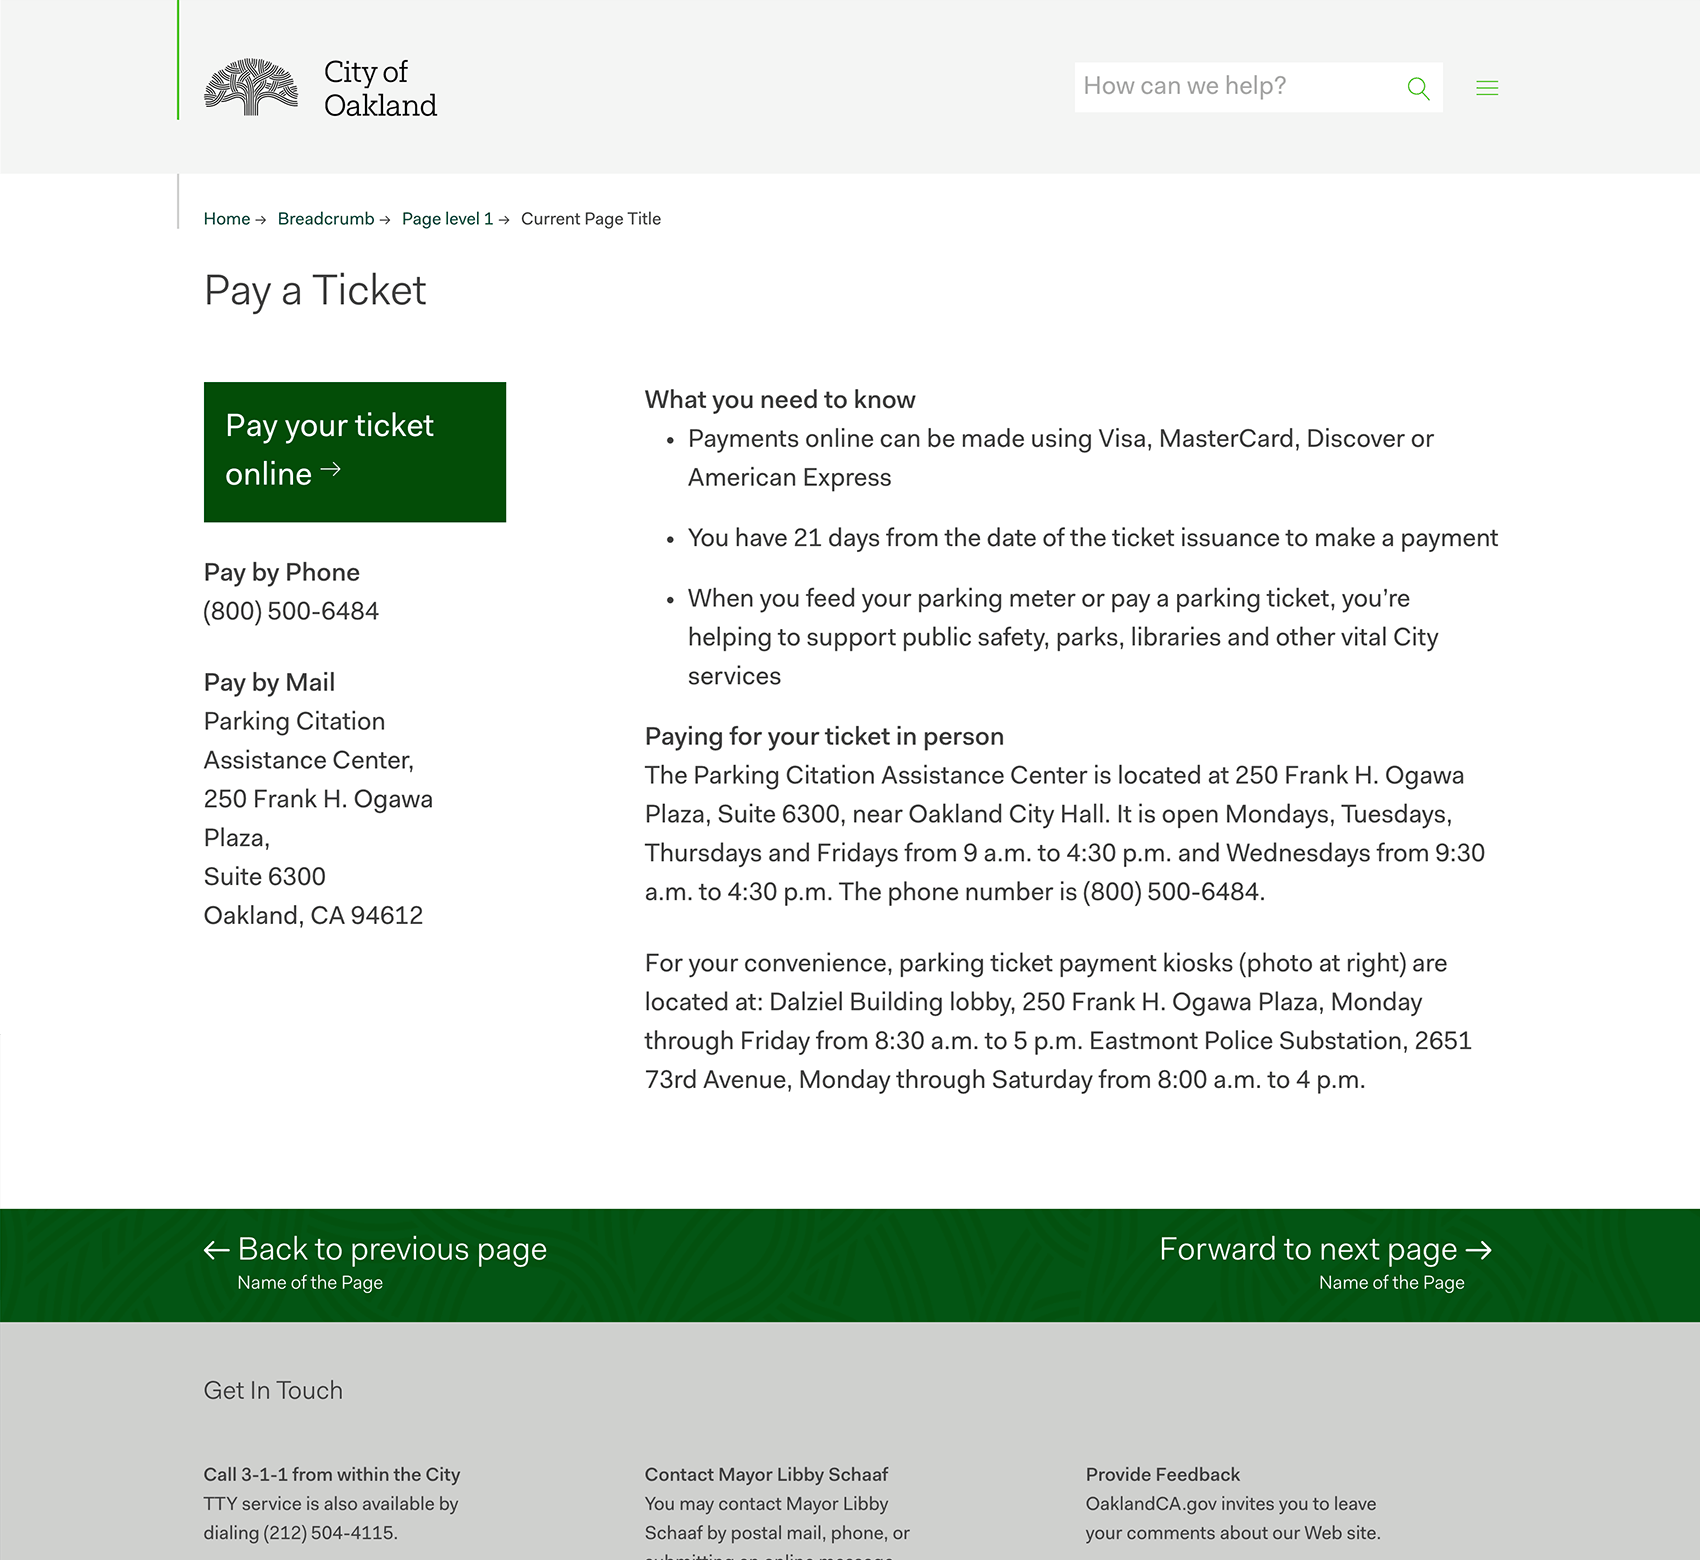 City of
Oakland
How can we help?
Home → Breadcrumb → Page level 1 → Current Page Title
Pay a Ticket
Pay your ticket
online →
Pay by Phone
(800) 500-6484
Pay by Mail
Parking Citation
Assistance Center,
250 Frank H. Ogawa
Plaza,
Suite 6300
Oakland, CA 94612
What you need to know
• Payments online can be made using Visa, MasterCard, Discover or
American Express
• You have 21 days from the date of the ticket issuance to make a payment
• When you feed your parking meter or pay a parking ticket, you’re
helping to support public safety, parks, libraries and other vital City
services
Paying for your ticket in person
The Parking Citation Assistance Center is located at 250 Frank H. Ogawa
Plaza, Suite 6300, near Oakland City Hall. It is open Mondays, Tuesdays,
Thursdays and Fridays from 9 a.m. to 4:30 p.m. and Wednesdays from 9:30
a.m. to 4:30 p.m. The phone number is (800) 500-6484.
For your convenience, parking ticket payment kiosks (photo at right) are
located at: Dalziel Building lobby, 250 Frank H. Ogawa Plaza, Monday
through Friday from 8:30 a.m. to 5 p.m. Eastmont Police Substation, 2651
73rd Avenue, Monday through Saturday from 8:00 a.m. to 4 p.m.
← Back to previous page
Name of the Page
Forward to next page →
Name of the Page
Get In Touch
Call 3-1-1 from within the City
TTY service is also available by
dialing (212) 504-4115.
Contact Mayor Libby Schaaf
You may contact Mayor Libby
Schaaf by postal mail, phone, or
Provide Feedback
OaklandCA.gov invites you to leave
your comments about our Web site.